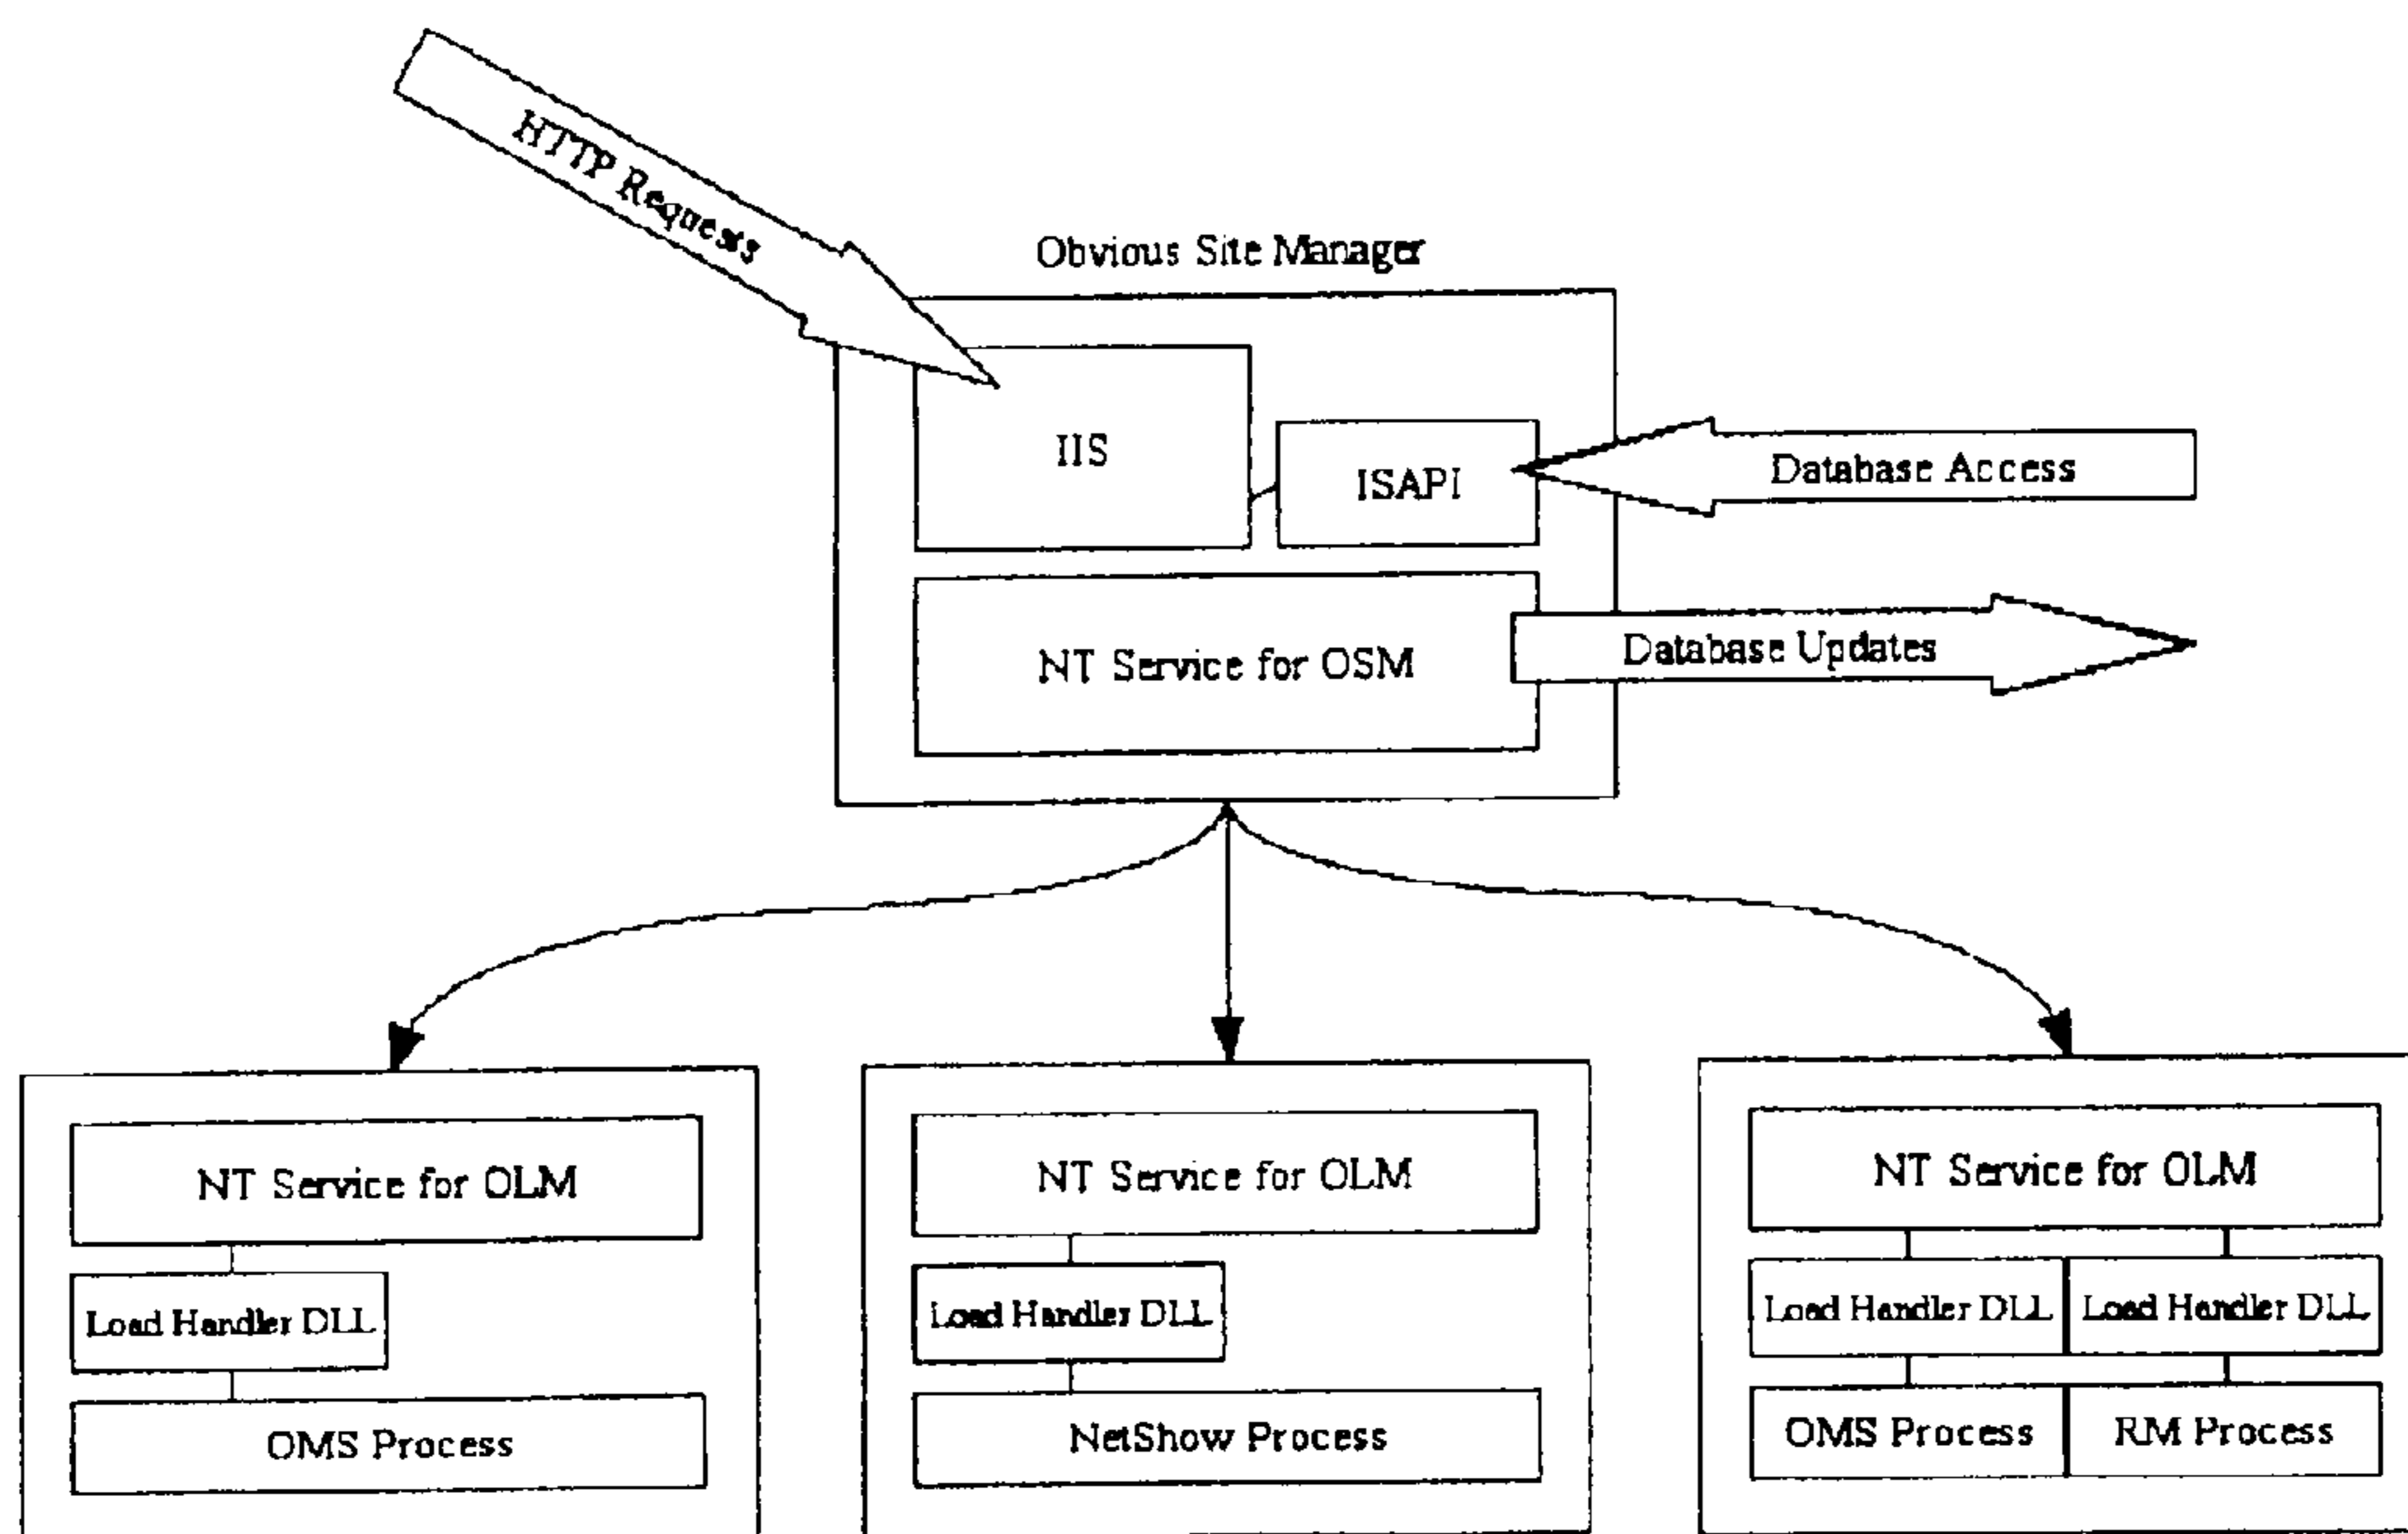 HTTP Requests
Obvious Site Manager
IIS
ISAPI
Database Access
NT Service for OSM
Database Updates
NT Service for OLM
Load Handler DLL
OMS Process
NT Service for OLM
Load Handler DLL
NetShow Process
NT Service for OLM
Load Handler DLL
Load Handler DLL
OMS Process
RM Process